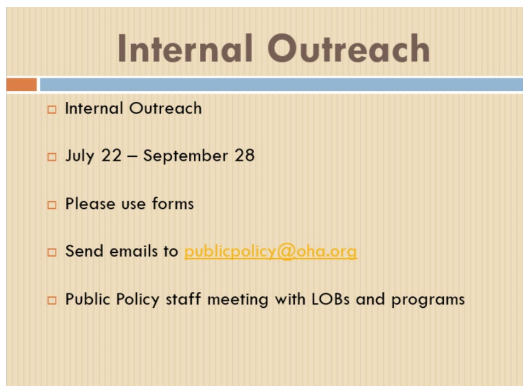 Internal Outreach
Internal Outreach
July 22 – September 28
Please use forms
Send emails to publicpolicy@oha.org
Public Policy staff meeting with LOBs and programs